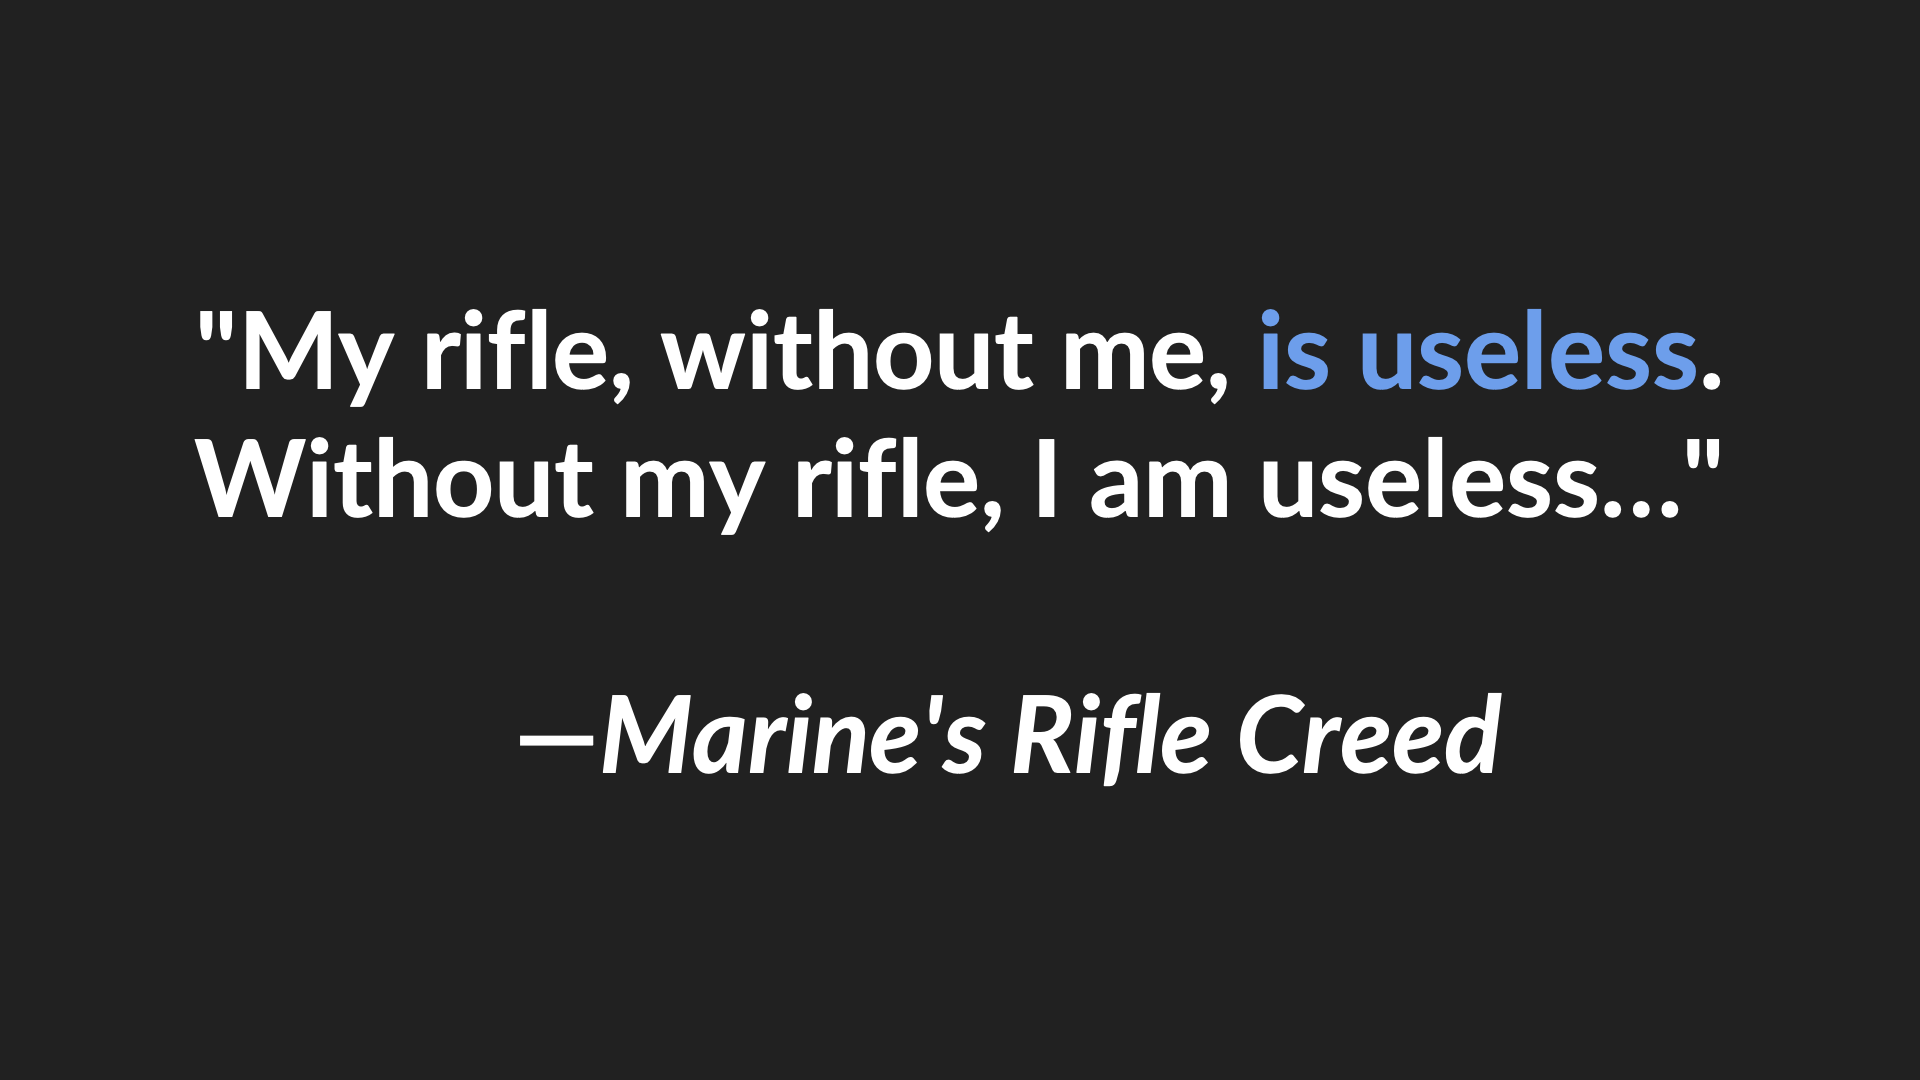 "My rifle, without me, is useless.
Without my rifle, I am useless..."
—Marine's Rifle Creed